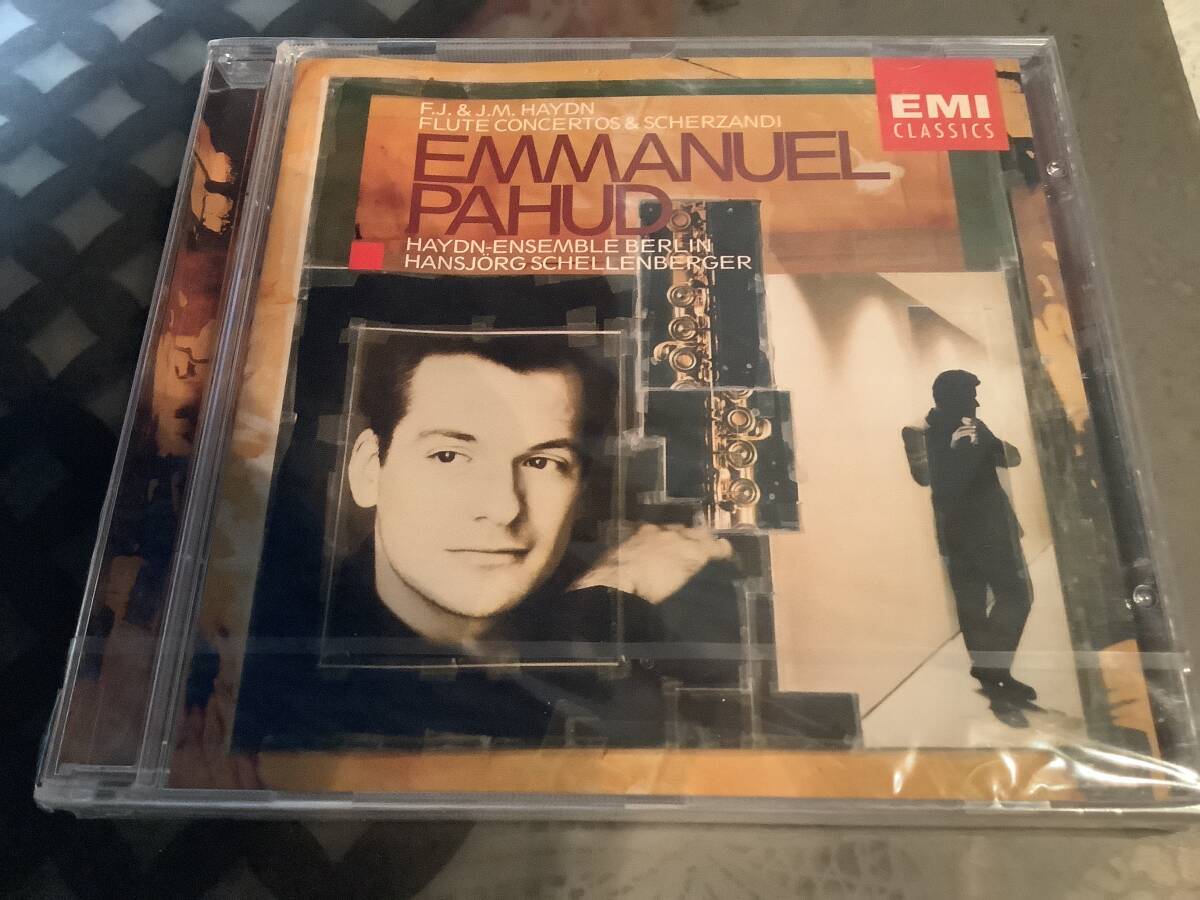 F.J. & J.M. HAYDN
FLUTE CONCERTOS & SCHERZANDI
EMMANUEL
PAHUD
HAYDN-ENSEMBLE BERLIN
HANSJÖRG SCHELLENBERGER
EMI
CLASSICS